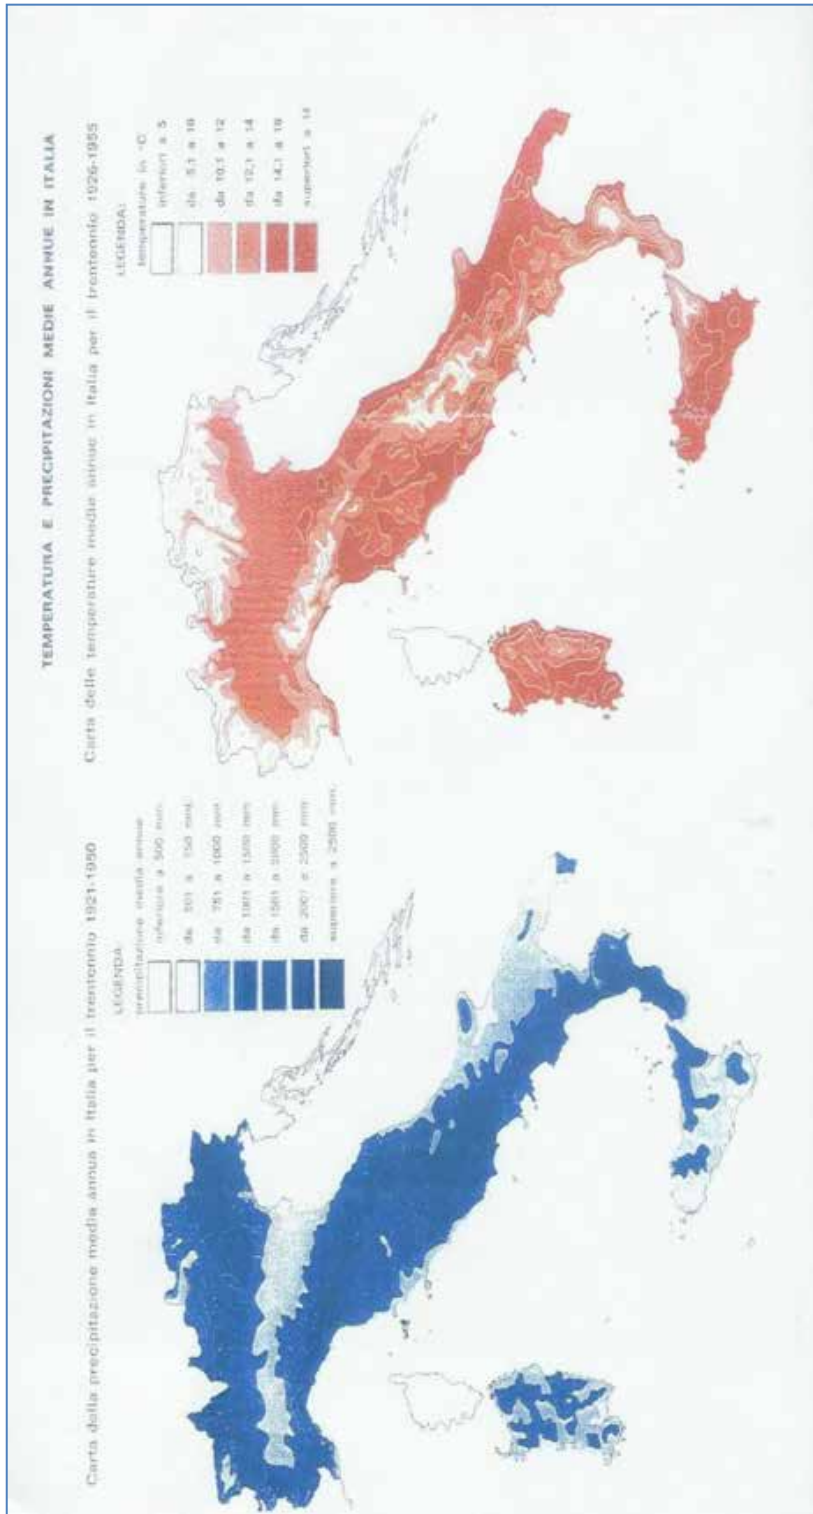 TEMPERATURA E PRECIPITAZIONI MEDIE ANNUE IN ITALIA
Carta della precipitazione media annua in Italia per il trentennio 1921-1950
LEGENDA:
precipitazione media annua
inferiore a 500 mm.
da 501 a 750 mm.
da 751 a 1000 mm
da 1001 a 1500 mm
da 1501 a 2000 mm
da 2001 a 2500 mm
superiore a 2500 mm.
Carta delle temperature medie annue in Italia per il trentennio 1926-1955
LEGENDA:
temperature in °C
inferiori a 5
da 5,1 a 10
da 10,1 a 12
da 12,1 a 14
da 14,1 a
superiori a